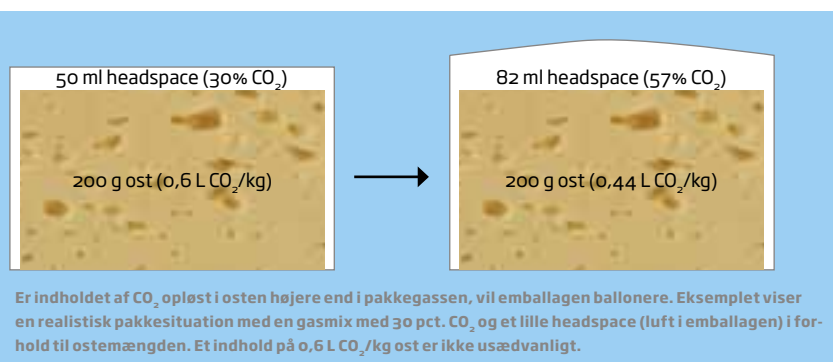 50 ml headspace (30% CO₂)
82 ml headspace (57% CO₂)
200 g ost (0,6 L CO₂/kg)
200 g ost (0,44 L CO₂/kg)
Er indholdet af CO₂ opløst i osten højere end i pakkegassen, vil emballagen ballonere. Eksemplet viser
en realistisk pakkesituation med en gasmix med 30 pct. CO₂ og et lille headspace (luft i emballagen) i for-
hold til ostemængden. Et indhold på 0,6 L CO₂/kg ost er ikke usædvanligt.